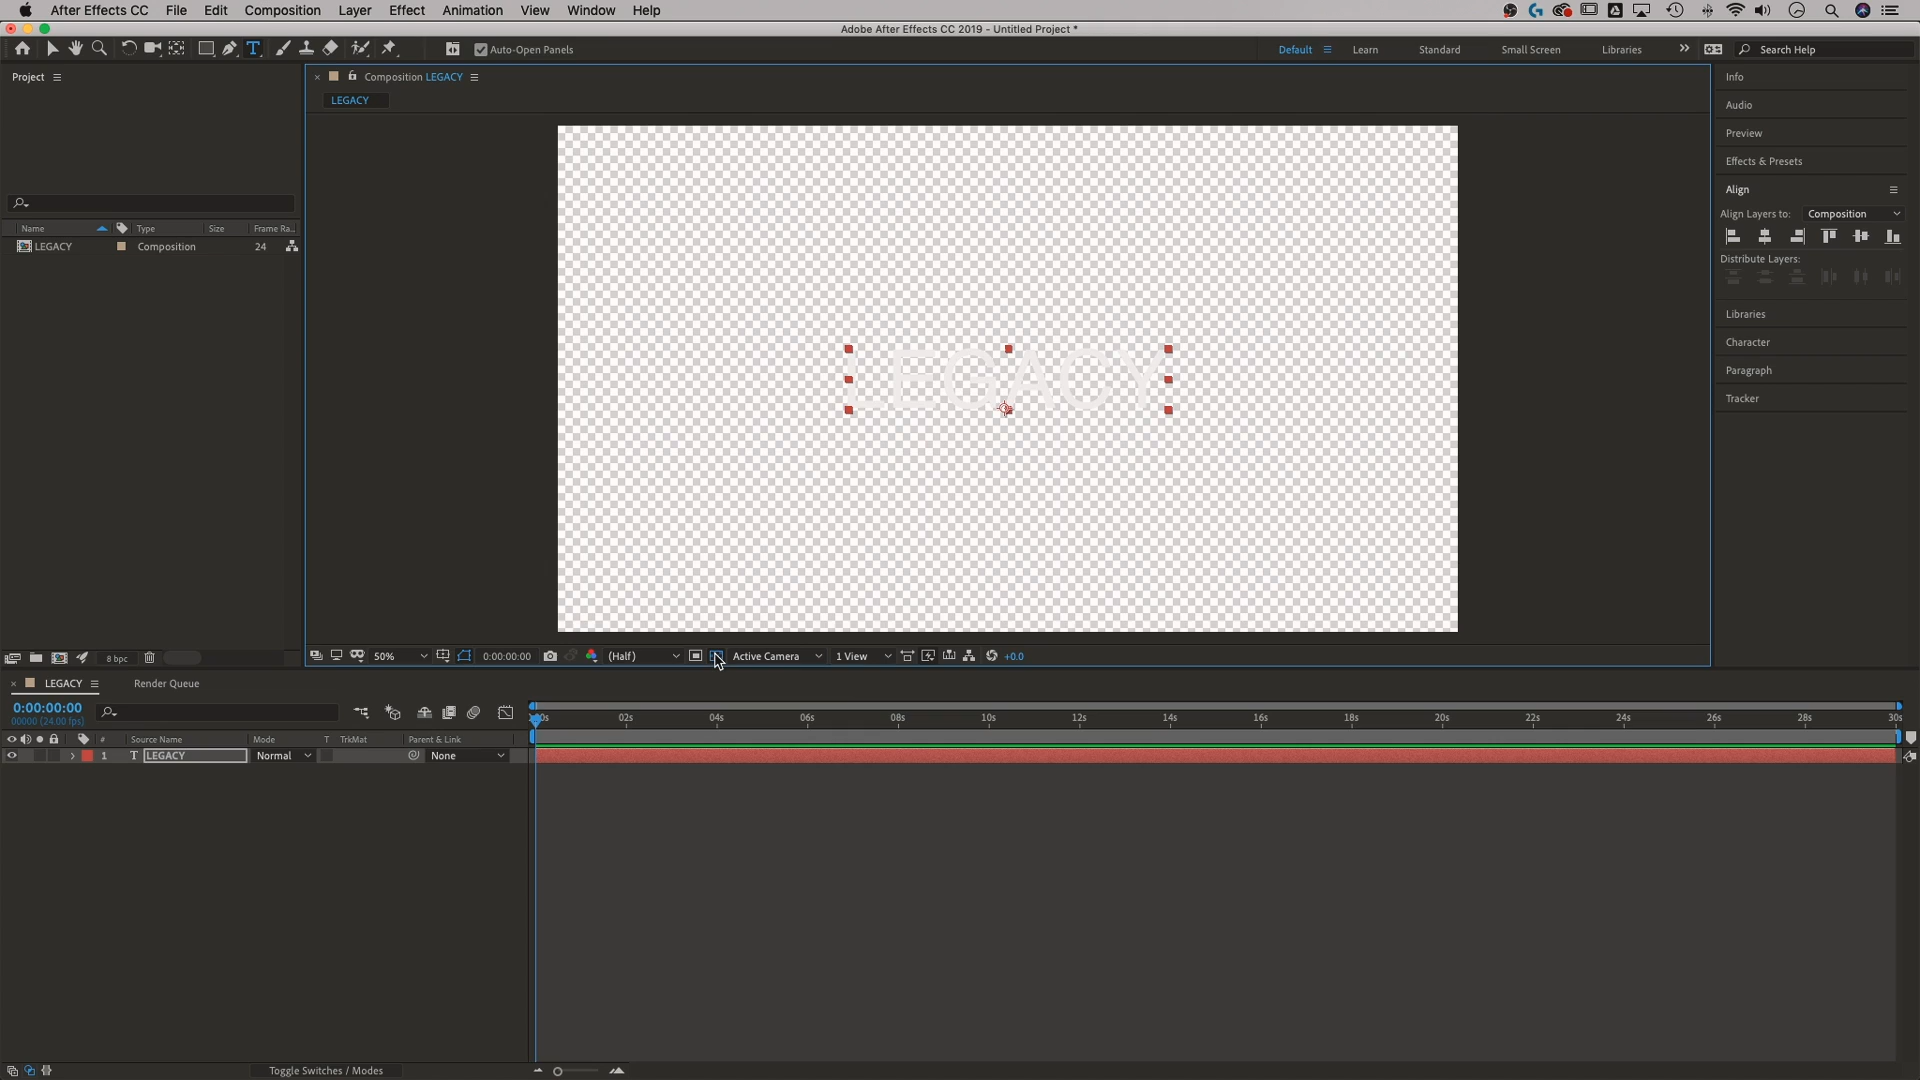 After Effects CC File Edit Composition Layer Effect Animation View Window Help
Adobe After Effects CC 2019 - Untitled Project *
Auto-Open Panels Default Learn Standard Small Screen Libraries Search Help
Project
Composition LEGACY
LEGACY
Name Type Size Frame Ra...
LEGACY Composition 24
LEGACY
8 bpc
50% 0:00:00:00 (Half) Active Camera 1 View +0.0
Info
Audio
Preview
Effects & Presets
Align
Align Layers to: Composition
Distribute Layers:
Libraries
Character
Paragraph
Tracker
LEGACY Render Queue
0:00:00:00
00000 (24.00 fps)
00s 02s 04s 06s 08s 10s 12s 14s 16s 18s 20s 22s 24s 26s 28s 30s
# Source Name Mode T TrkMat Parent & Link
1 T LEGACY Normal None
Toggle Switches / Modes